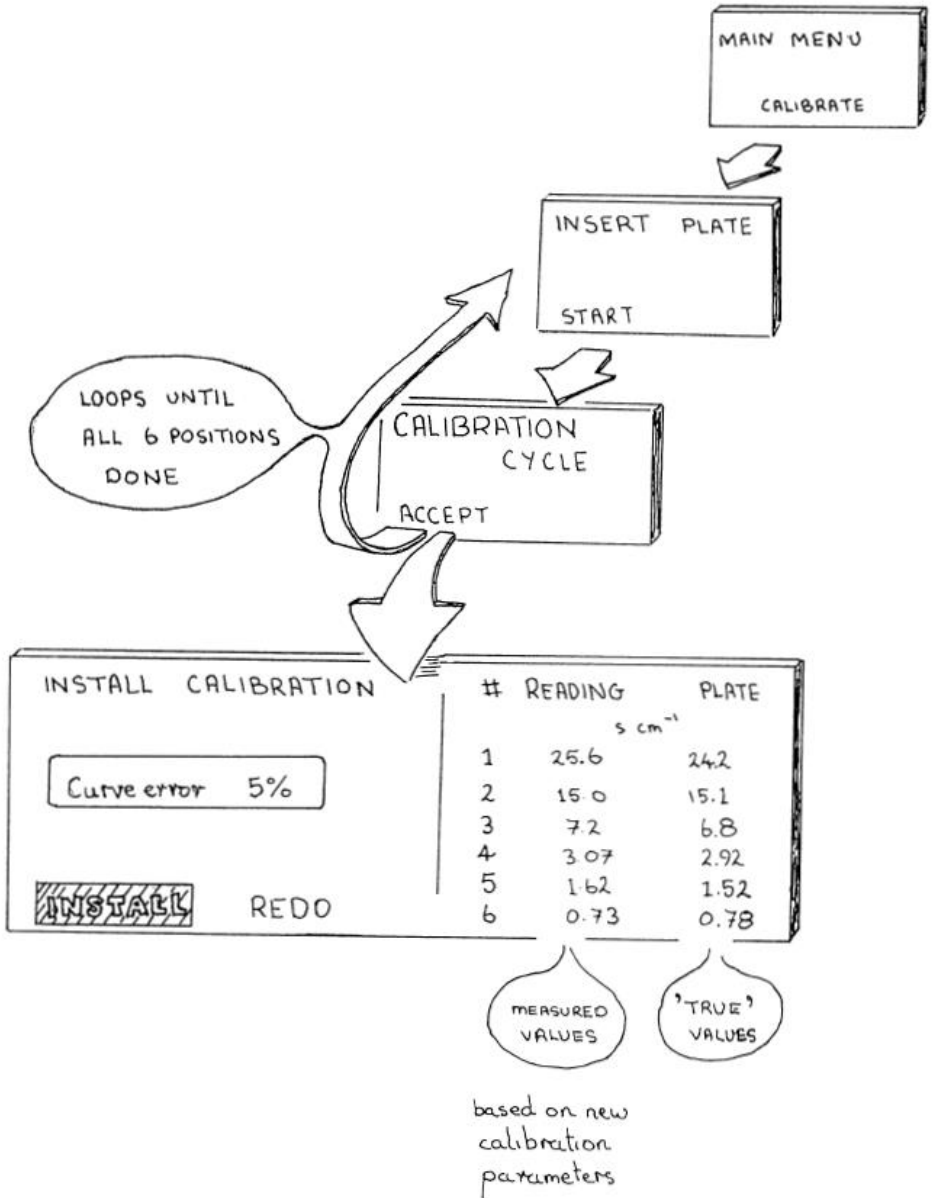 MAIN MENU
CALIBRATE
INSERT PLATE
START
LOOPS UNTIL
ALL 6 POSITIONS
DONE
CALIBRATION
CYCLE
ACCEPT
INSTALL CALIBRATION
Curve error 5%
INSTALL REDO
# READING PLATE
s cm⁻¹
1 25.6 24.2
2 15.0 15.1
3 7.2 6.8
4 3.07 2.92
5 1.62 1.52
6 0.73 0.78
MEASURED
VALUES
'TRUE'
VALUES
based on new
calibration
parameters